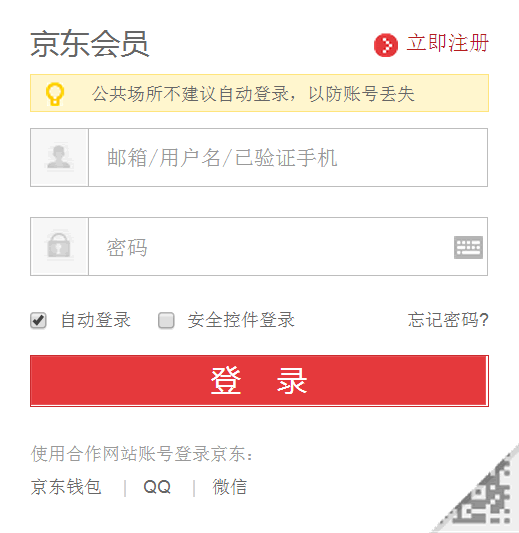 京东会员 立即注册
公共场所不建议自动登录，以防账号丢失
邮箱/用户名/已验证手机
密码
自动登录 安全控件登录 忘记密码?
登 录
使用合作网站账号登录京东：
京东钱包 | QQ | 微信